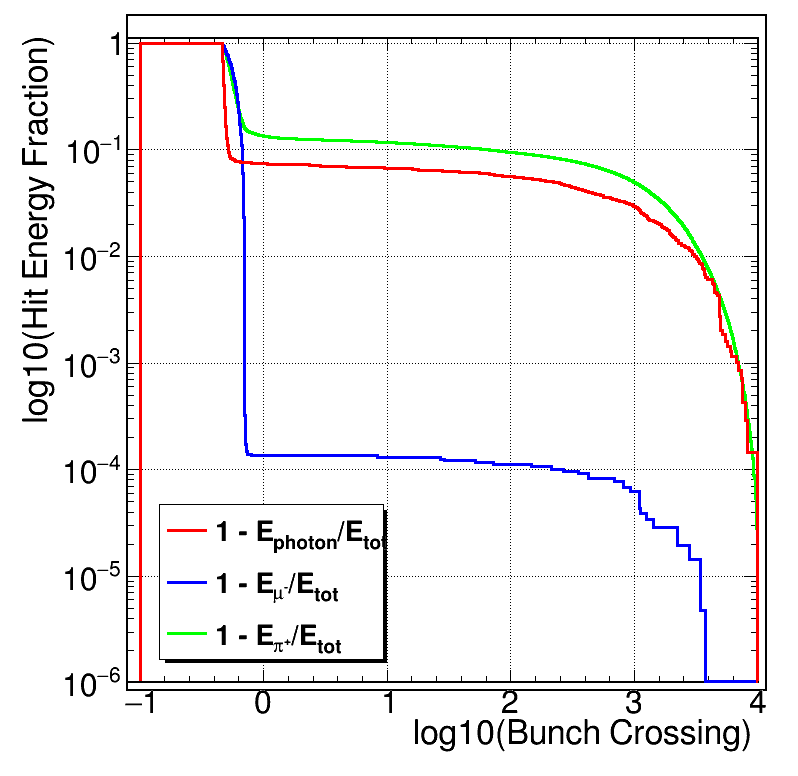 log10(Hit Energy Fraction)
1
10⁻¹
10⁻²
10⁻³
10⁻⁴
10⁻⁵
10⁻⁶
1 - E_photon/E_tot
1 - E_μ⁻/E_tot
1 - E_π⁺/E_tot
−1 0 1 2 3 4
log10(Bunch Crossing)